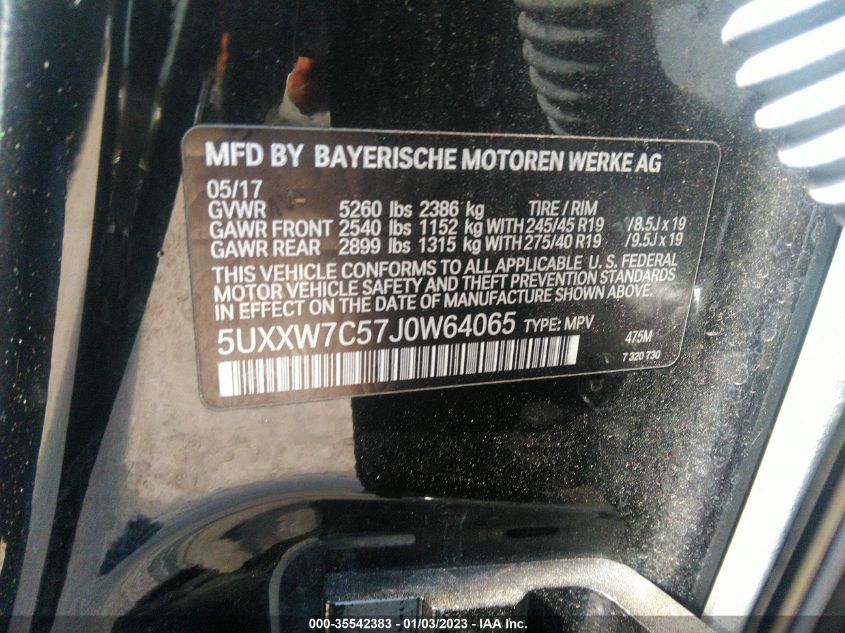 MFD BY BAYERISCHE MOTOREN WERKE AG
05/17
GVWR 5260 lbs 2386 kg TIRE / RIM
GAWR FRONT 2540 lbs 1152 kg WITH 245/45 R19 / 8.5J x 19
GAWR REAR 2899 lbs 1315 kg WITH 275/40 R19 / 9.5J x 19
THIS VEHICLE CONFORMS TO ALL APPLICABLE U. S. FEDERAL
MOTOR VEHICLE SAFETY AND THEFT PREVENTION STANDARDS
IN EFFECT ON THE DATE OF MANUFACTURE SHOWN ABOVE.
5UXXW7C57J0W64065 TYPE: MPV 475M
7 320 730
000-35542383 - 01/03/2023 - IAA Inc.